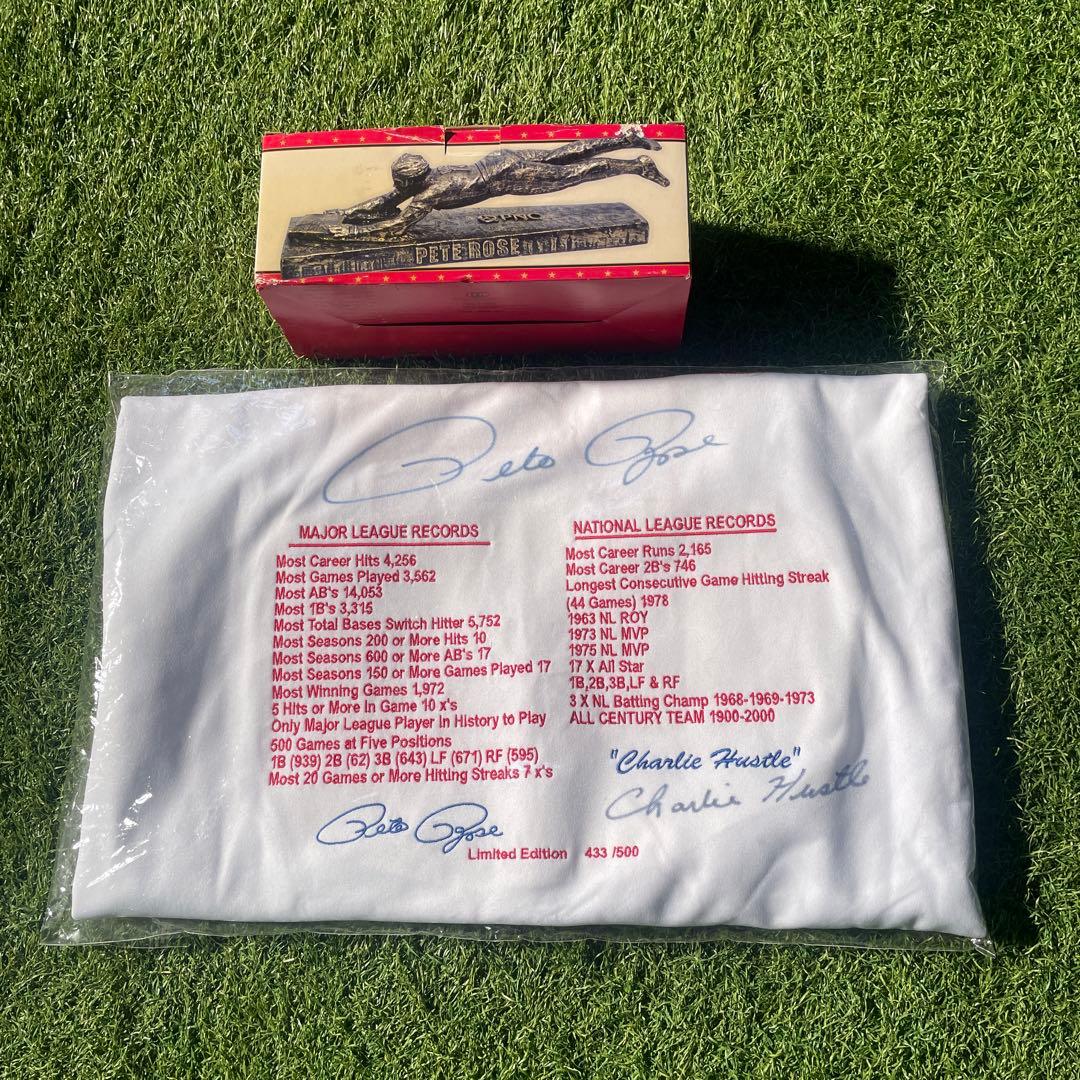 PNC
PETE ROSE
Pete Rose
MAJOR LEAGUE RECORDS
Most Career Hits 4,256
Most Games Played 3,562
Most AB's 14,053
Most 1B's 3,315
Most Total Bases Switch Hitter 5,752
Most Seasons 200 or More Hits 10
Most Seasons 600 or More AB's 17
Most Seasons 150 or More Games Played 17
Most Winning Games 1,972
5 Hits or More In Game 10 x's
Only Major League Player In History to Play
500 Games at Five Positions
1B (939) 2B (62) 3B (643) LF (671) RF (595)
Most 20 Games or More Hitting Streaks 7 x's
NATIONAL LEAGUE RECORDS
Most Career Runs 2,165
Most Career 2B's 746
Longest Consecutive Game Hitting Streak
(44 Games) 1978
1963 NL ROY
1973 NL MVP
1975 NL MVP
17 X All Star
1B,2B,3B,LF & RF
3 X NL Batting Champ 1968-1969-1973
ALL CENTURY TEAM 1900-2000
"Charlie Hustle"
Charlie Hustle
Pete Rose
Limited Edition 433 /500